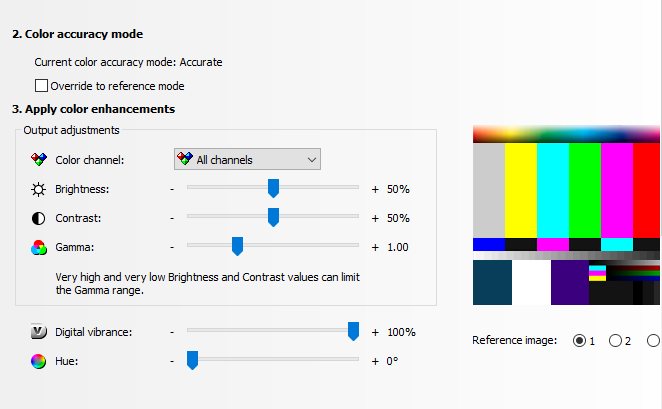 2. Color accuracy mode
Current color accuracy mode: Accurate
Override to reference mode
3. Apply color enhancements
Output adjustments
Color channel: All channels
Brightness: - + 50%
Contrast: - + 50%
Gamma: - + 1.00
Very high and very low Brightness and Contrast values can limit
the Gamma range.
Digital vibrance: - + 100%
Hue: - + 0°
Reference image: 1 2